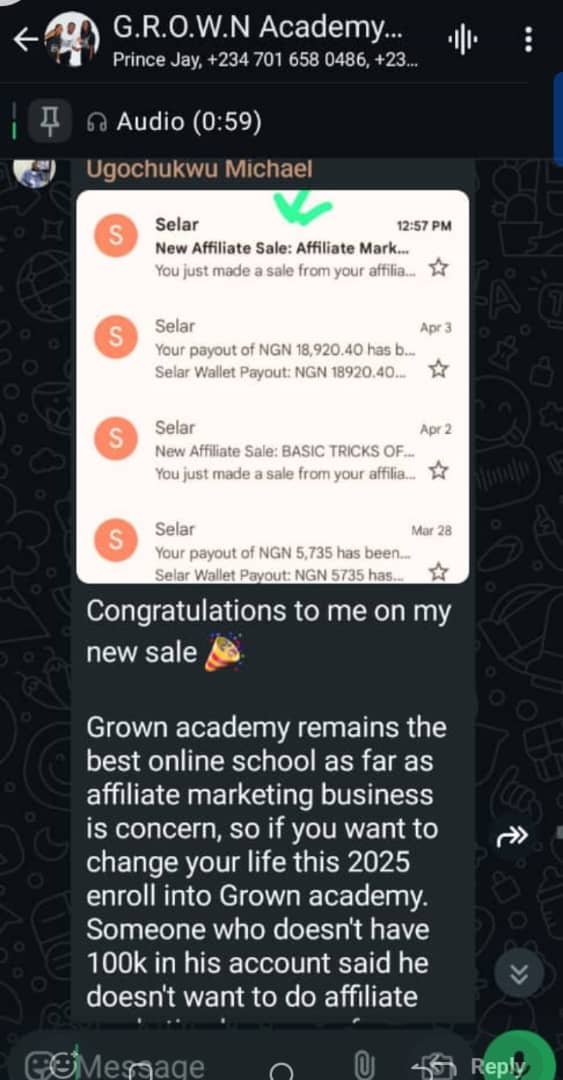 G.R.O.W.N Academy...
Prince Jay, +234 701 658 0486, +23...
Audio (0:59)
Ugochukwu Michael
S
Selar
12:57 PM
New Affiliate Sale: Affiliate Mark...
You just made a sale from your affilia...
S
Selar
Apr 3
Your payout of NGN 18,920.40 has b...
Selar Wallet Payout: NGN 18920.40...
S
Selar
Apr 2
New Affiliate Sale: BASIC TRICKS OF...
You just made a sale from your affilia...
S
Selar
Mar 28
Your payout of NGN 5,735 has been...
Selar Wallet Payout: NGN 5735 has...
Congratulations to me on my
new sale 🎉
Grown academy remains the
best online school as far as
affiliate marketing business
is concern, so if you want to
change your life this 2025
enroll into Grown academy.
Someone who doesn't have
100k in his account said he
doesn't want to do affiliate
Message
Reply